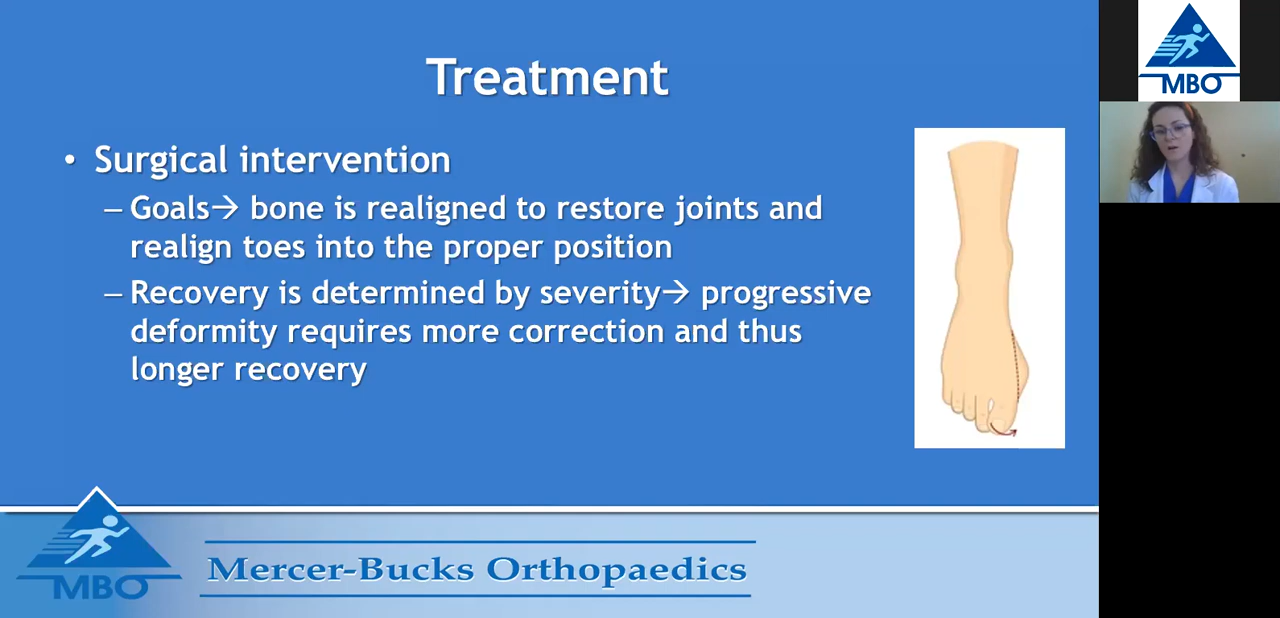 Treatment
• Surgical intervention
– Goals→ bone is realigned to restore joints and
realign toes into the proper position
– Recovery is determined by severity→ progressive
deformity requires more correction and thus
longer recovery
MBO
Mercer-Bucks Orthopaedics
MBO